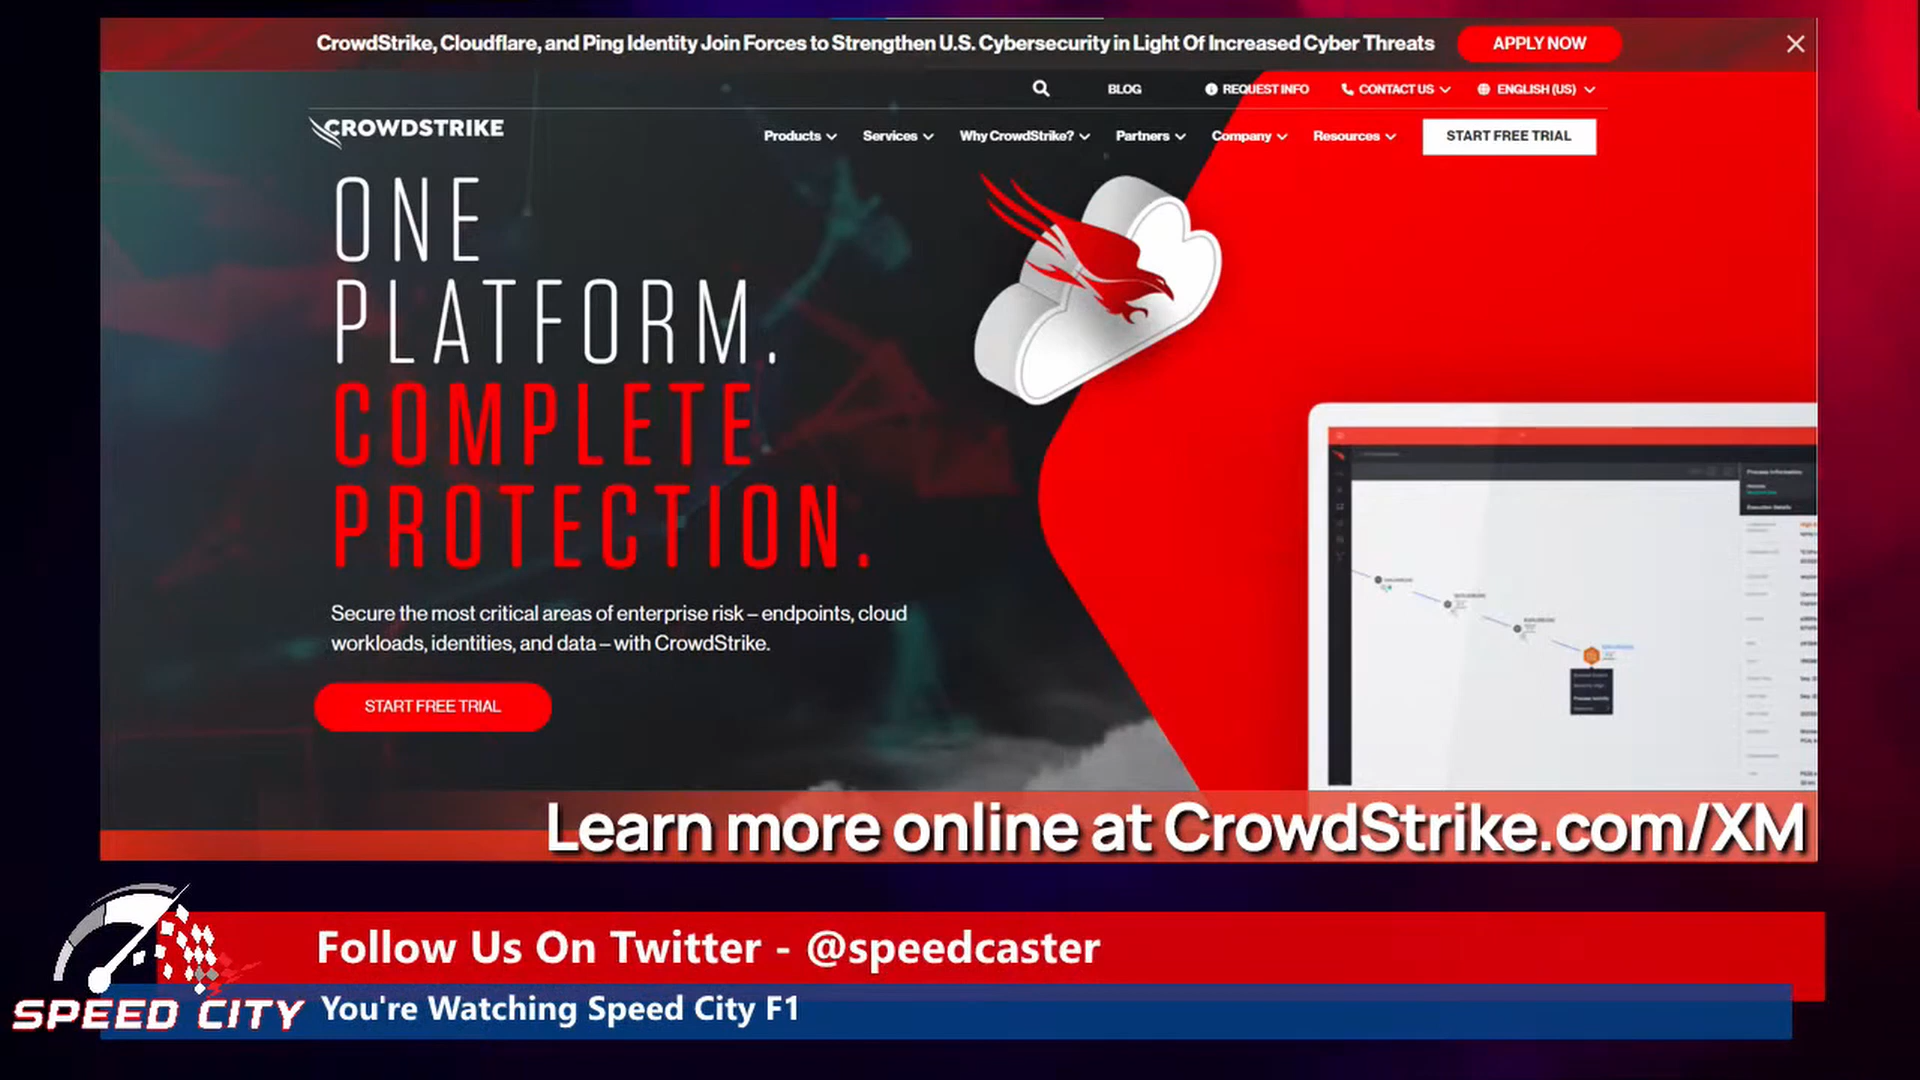 CrowdStrike, Cloudflare, and Ping Identity Join Forces to Strengthen U.S. Cybersecurity in Light Of Increased Cyber Threats APPLY NOW
BLOG REQUEST INFO CONTACT US ENGLISH (US)
CROWDSTRIKE
Products Services Why CrowdStrike? Partners Company Resources START FREE TRIAL
ONE
PLATFORM.
COMPLETE
PROTECTION.
Secure the most critical areas of enterprise risk – endpoints, cloud
workloads, identities, and data – with CrowdStrike.
START FREE TRIAL
Process Information
Execution Details
Learn more online at CrowdStrike.com/XM
Follow Us On Twitter - @speedcaster
SPEED CITY
You're Watching Speed City F1